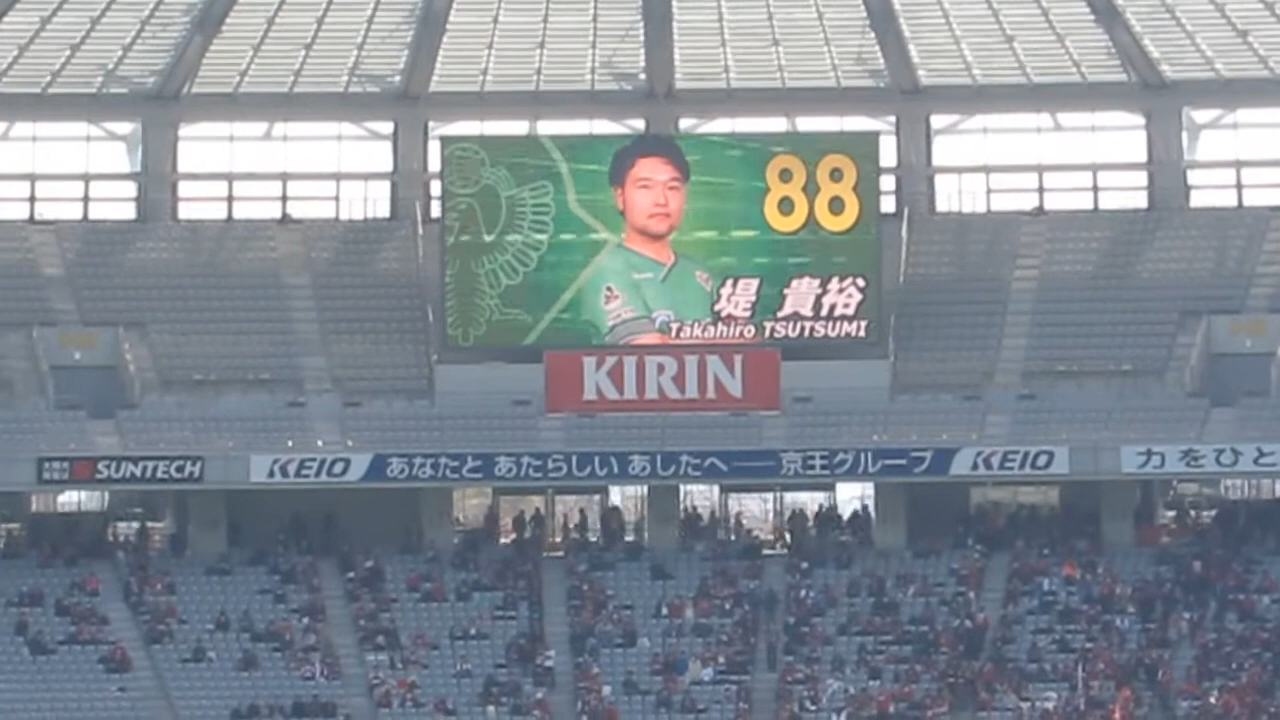 88
堤 貴裕
Takahiro TSUTSUMI
KIRIN
SUNTECH
KEIO あなたと あたらしい あしたへ──京王グループ KEIO
力をひと